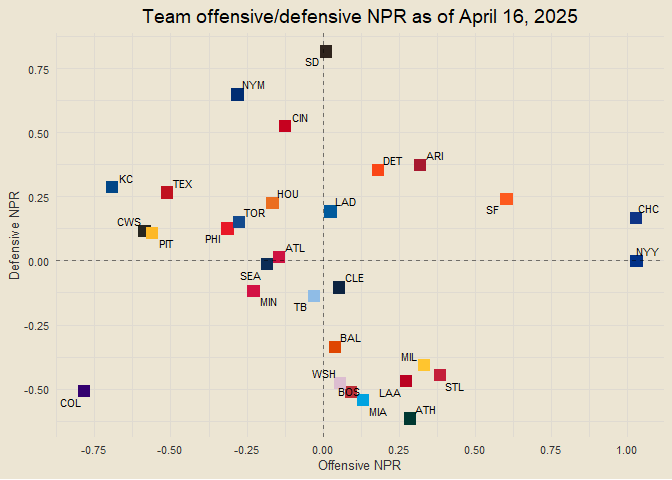 Team offensive/defensive NPR as of April 16, 2025
SD
0.75
NYM
CIN
0.50
DET
ARI
KC
TEX
0.25
HOU
LAD
SF
CHC
TOR
CWS
PIT
PHI
ATL
NYY
0.00
SEA
CLE
MIN
TB
-0.25
BAL
MIL
WSH
STL
LAA
BOS
-0.50
COL
MIA
ATH
Defensive NPR
-0.75
-0.50
-0.25
0.00
0.25
0.50
0.75
1.00
Offensive NPR